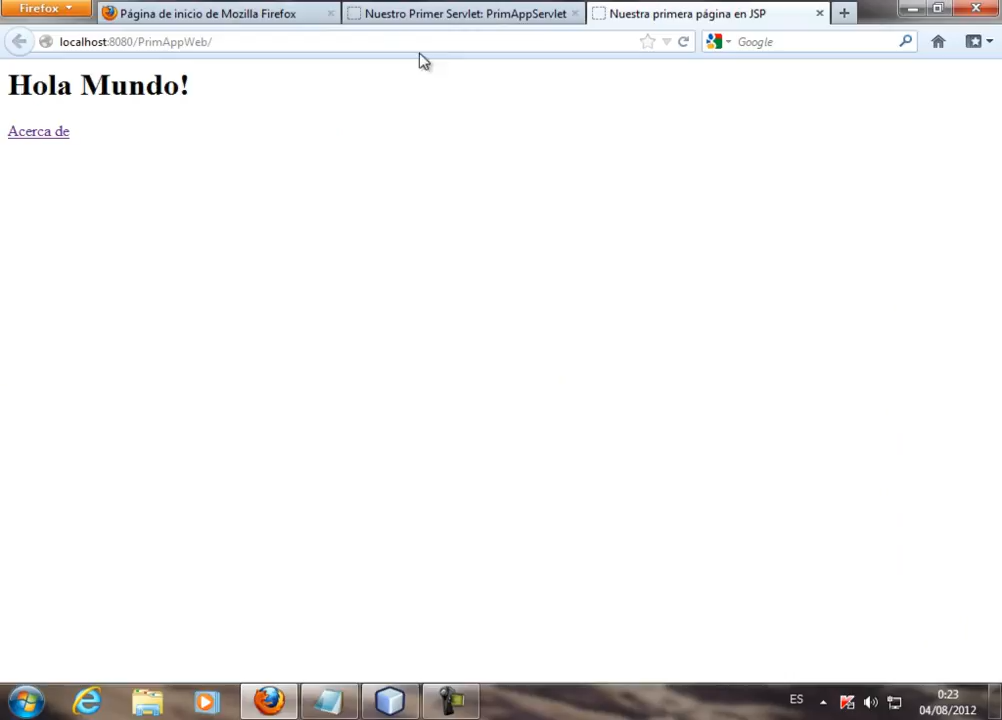 Firefox
Página de inicio de Mozilla Firefox
Nuestro Primer Servlet: PrimAppServlet
Nuestra primera página en JSP
localhost:8080/PrimAppWeb/
Google
Hola Mundo!
Acerca de
ES
0:23
04/08/2012